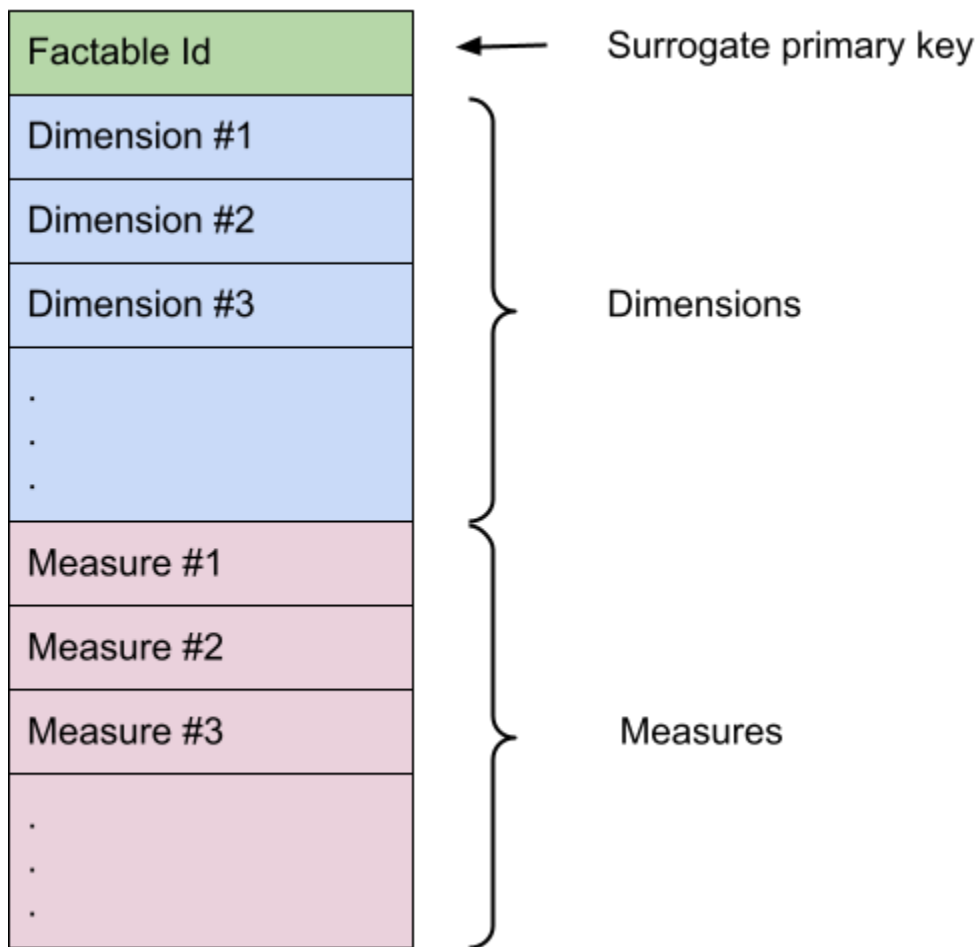 Factable Id
Surrogate primary key
Dimension #1
Dimension #2
Dimension #3
.
.
.
Dimensions
Measure #1
Measure #2
Measure #3
.
.
.
Measures